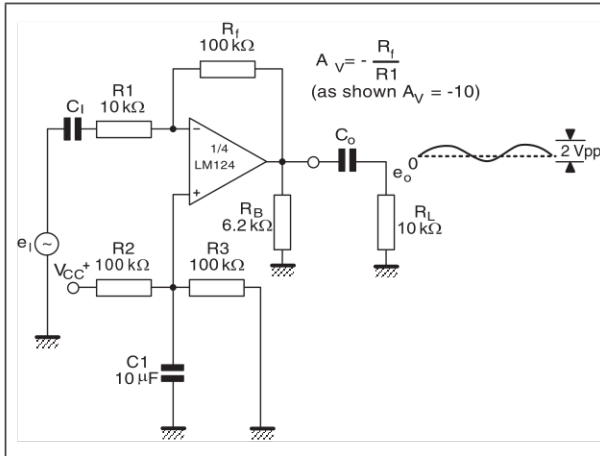 Rf
100 kΩ
A V = - Rf
R1
(as shown AV = -10)
R1
10 kΩ
CI
-
1/4
LM124
+
Co
0
2 VPP
eo
RB
6.2 kΩ
RL
10 kΩ
eI
~
VCC+
R2
100 kΩ
R3
100 kΩ
C1
10 µF